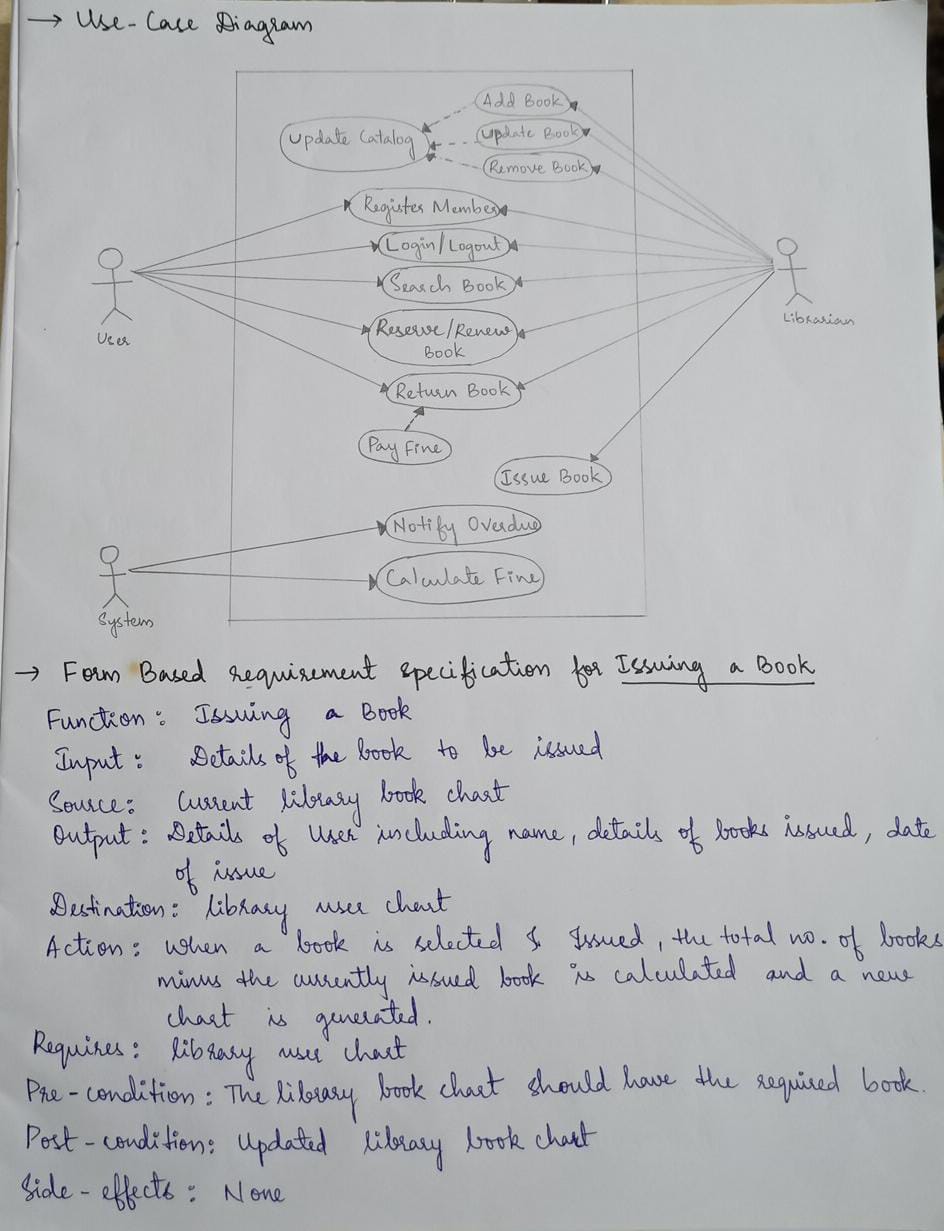 → Use-Case Diagram
Add Book
Update Catalog
Update Book
Remove Book
Register Member
Login/Logout
Search Book
User
Librarian
Reserve/Renew
Book
Return Book
Pay Fine
Issue Book
Notify Overdue
Calculate Fine
System
→ Form Based requirement specification for Issuing a Book
Function: Issuing a Book
Input: Details of the book to be issued
Source: Current library book chart
Output: Details of User including name, details of books issued, date
of issue
Destination: library user chart
Action: when a book is selected & Issued, the total no. of books
minus the currently issued book is calculated and a new
chart is generated.
Requires: library user chart
Pre-condition: The library book chart should have the required book.
Post-condition: Updated library book chart
Side-effects: None